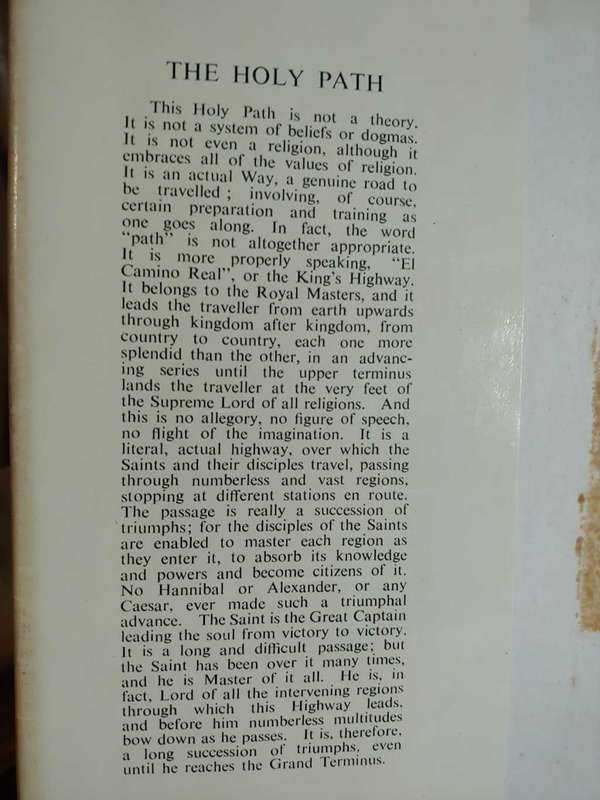 THE HOLY PATH
This Holy Path is not a theory.
It is not a system of beliefs or dogmas.
It is not even a religion, although it
embraces all of the values of religion.
It is an actual Way, a genuine road to
be travelled ; involving, of course,
certain preparation and training as
one goes along. In fact, the word
"path" is not altogether appropriate.
It is more properly speaking, "El
Camino Real", or the King's Highway.
It belongs to the Royal Masters, and it
leads the traveller from earth upwards
through kingdom after kingdom, from
country to country, each one more
splendid than the other, in an advanc-
ing series until the upper terminus
lands the traveller at the very feet of
the Supreme Lord of all religions. And
this is no allegory, no figure of speech,
no flight of the imagination. It is a
literal, actual highway, over which the
Saints and their disciples travel, passing
through numberless and vast regions,
stopping at different stations en route.
The passage is really a succession of
triumphs; for the disciples of the Saints
are enabled to master each region as
they enter it, to absorb its knowledge
and powers and become citizens of it.
No Hannibal or Alexander, or any
Caesar, ever made such a triumphal
advance. The Saint is the Great Captain
leading the soul from victory to victory.
It is a long and difficult passage; but
the Saint has been over it many times,
and he is Master of it all. He is, in
fact, Lord of all the intervening regions
through which this Highway leads,
and before him numberless multitudes
bow down as he passes. It is, therefore,
a long succession of triumphs, even
until he reaches the Grand Terminus.